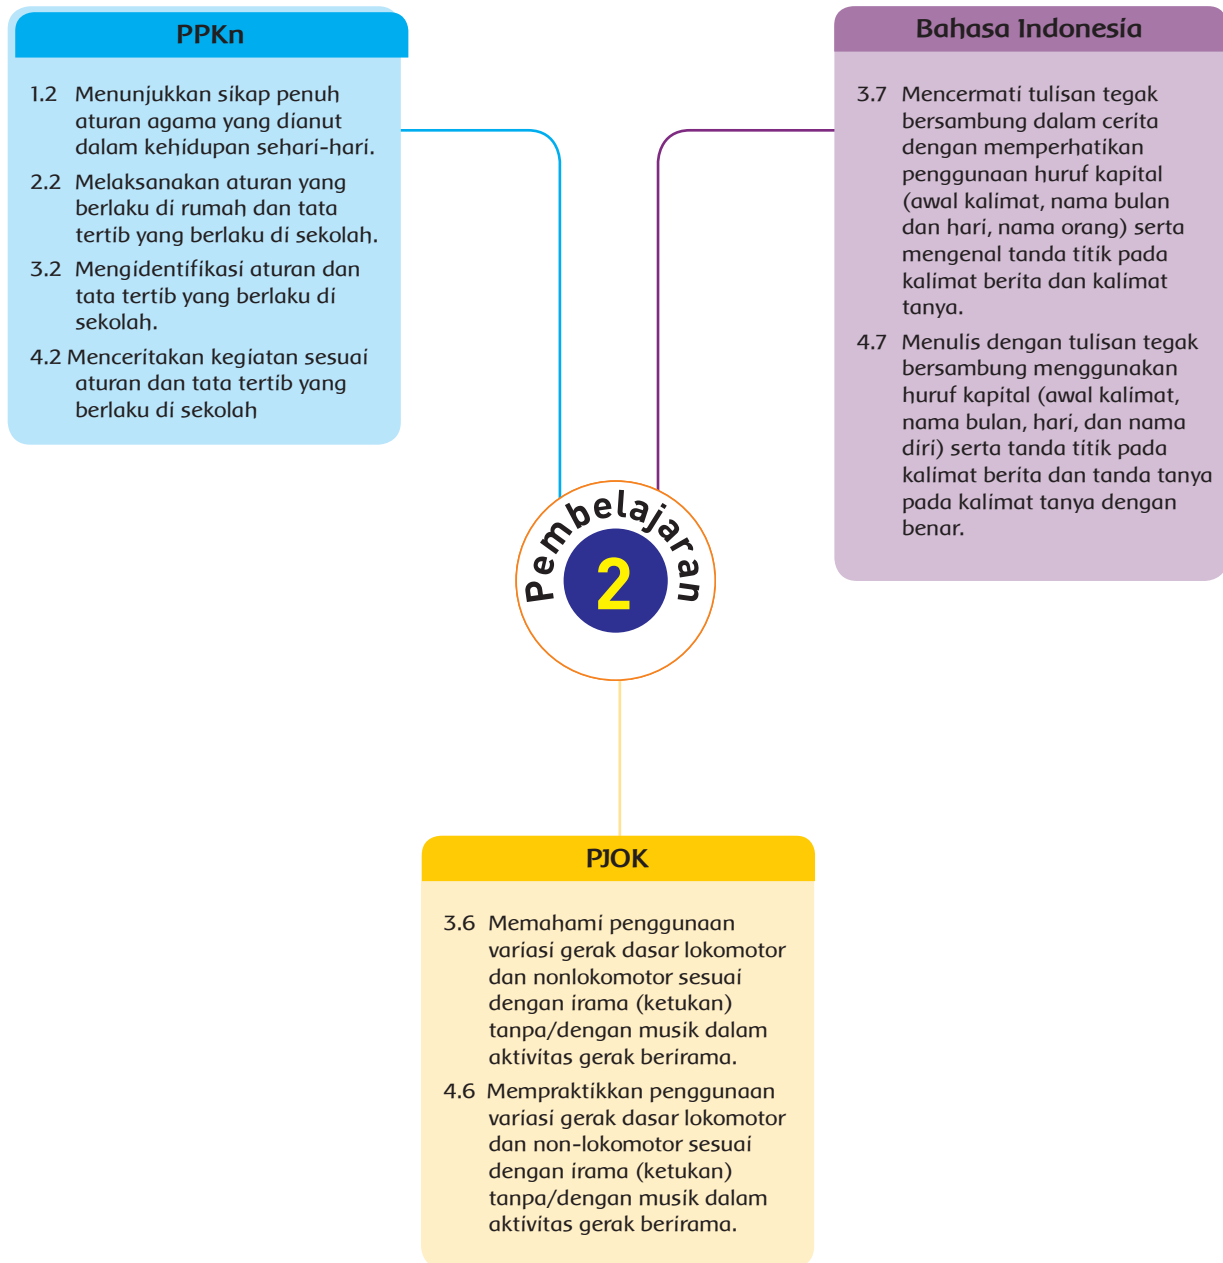 PPKn
1.2 Menunjukkan sikap penuh
aturan agama yang dianut
dalam kehidupan sehari-hari.
2.2 Melaksanakan aturan yang
berlaku di rumah dan tata
tertib yang berlaku di sekolah.
3.2 Mengidentifikasi aturan dan
tata tertib yang berlaku di
sekolah.
4.2 Menceritakan kegiatan sesuai
aturan dan tata tertib yang
berlaku di sekolah
Bahasa Indonesia
3.7 Mencermati tulisan tegak
bersambung dalam cerita
dengan memperhatikan
penggunaan huruf kapital
(awal kalimat, nama bulan
dan hari, nama orang) serta
mengenal tanda titik pada
kalimat berita dan kalimat
tanya.
4.7 Menulis dengan tulisan tegak
bersambung menggunakan
huruf kapital (awal kalimat,
nama bulan, hari, dan nama
diri) serta tanda titik pada
kalimat berita dan tanda tanya
pada kalimat tanya dengan
benar.
Pembelajaran
2
PJOK
3.6 Memahami penggunaan
variasi gerak dasar lokomotor
dan nonlokomotor sesuai
dengan irama (ketukan)
tanpa/dengan musik dalam
aktivitas gerak berirama.
4.6 Mempraktikkan penggunaan
variasi gerak dasar lokomotor
dan non-lokomotor sesuai
dengan irama (ketukan)
tanpa/dengan musik dalam
aktivitas gerak berirama.